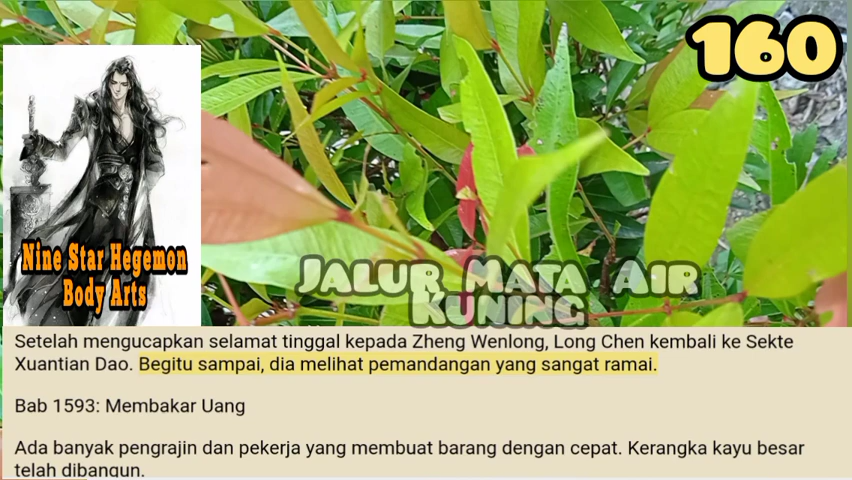 160
Nine Star Hegemon
Body Arts
Jalur Mata Air
Kuning
Setelah mengucapkan selamat tinggal kepada Zheng Wenlong, Long Chen kembali ke Sekte
Xuantian Dao. Begitu sampai, dia melihat pemandangan yang sangat ramai.
Bab 1593: Membakar Uang
Ada banyak pengrajin dan pekerja yang membuat barang dengan cepat. Kerangka kayu besar
telah dibangun.